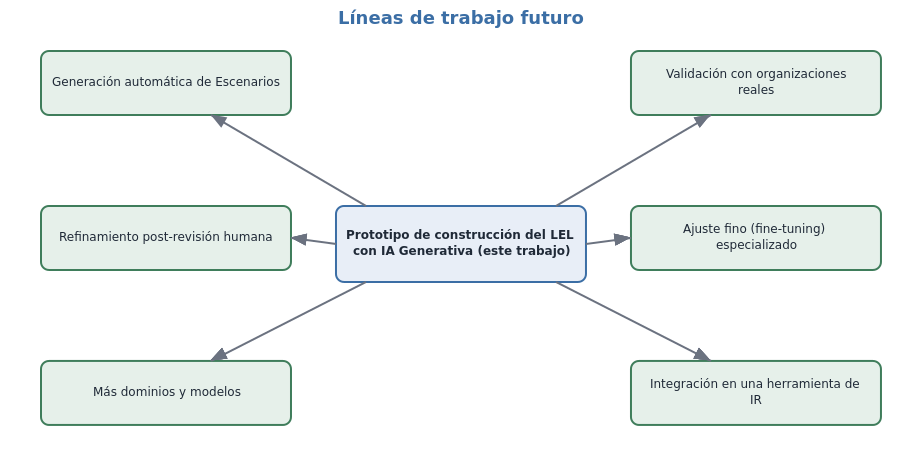 Líneas de trabajo futuro
Generación automática de Escenarios
Validación con organizaciones
reales
Refinamiento post-revisión humana
Prototipo de construcción del LEL
con IA Generativa (este trabajo)
Ajuste fino (fine-tuning)
especializado
Más dominios y modelos
Integración en una herramienta de
IR